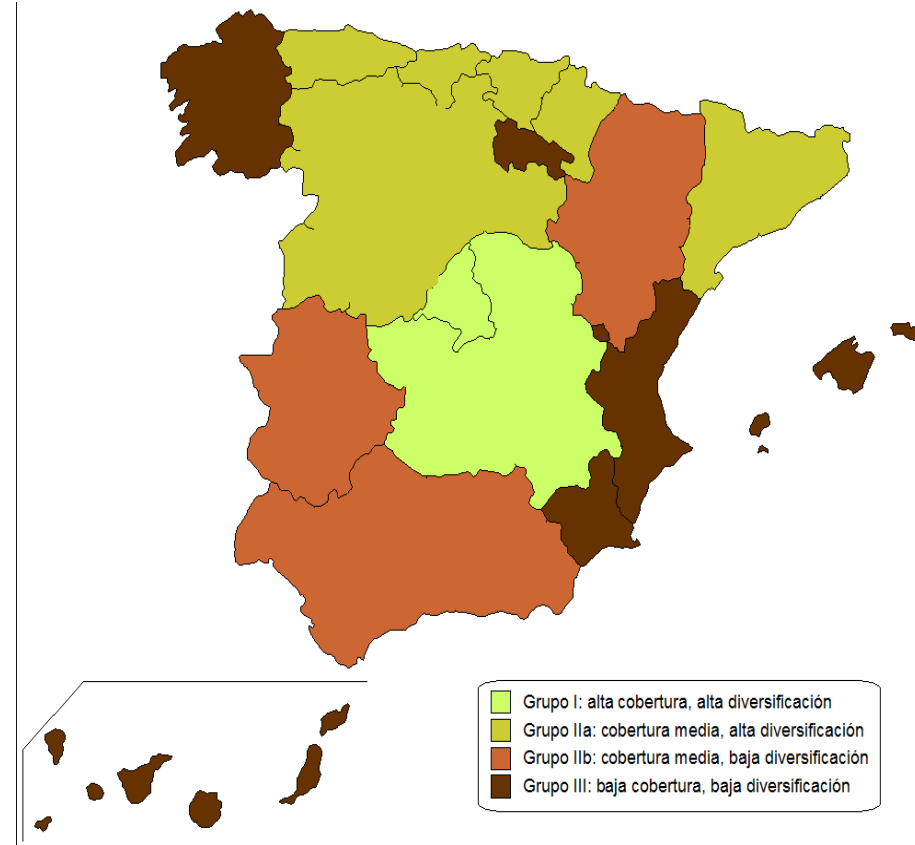 Grupo I: alta cobertura, alta diversificación
Grupo IIa: cobertura media, alta diversificación
Grupo IIb: cobertura media, baja diversificación
Grupo III: baja cobertura, baja diversificación